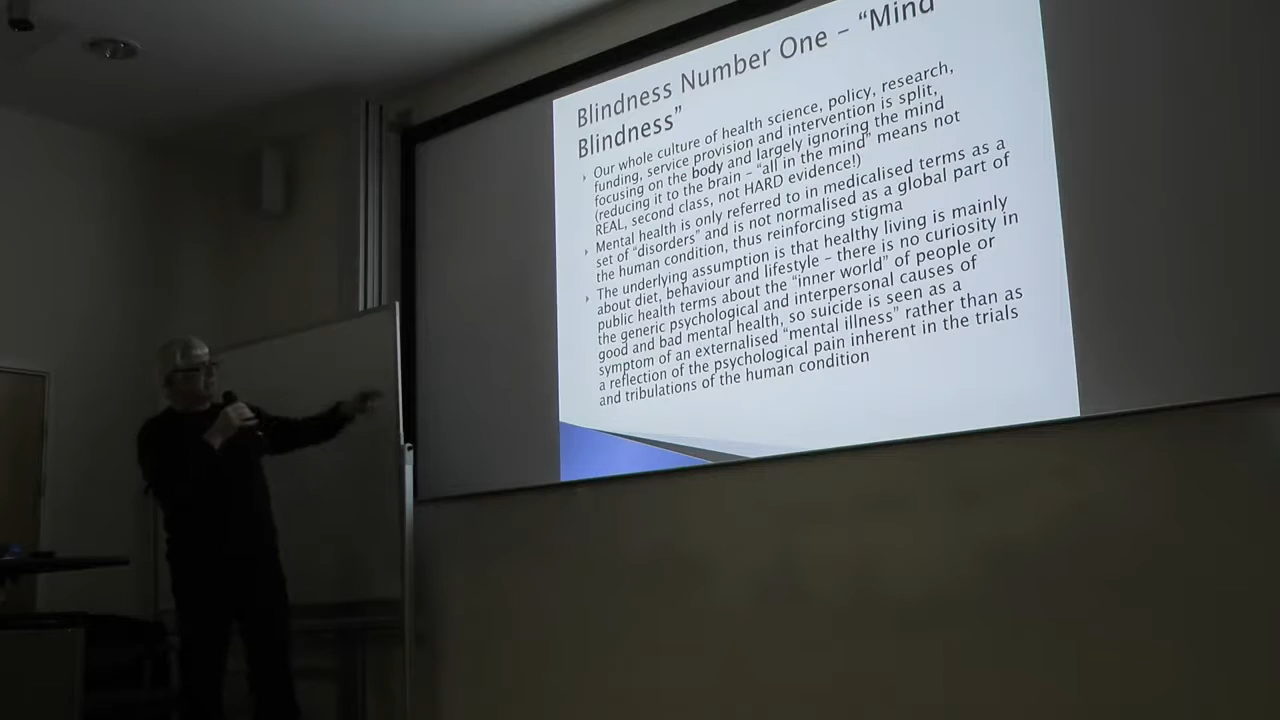 Blindness Number One – “Mind
Blindness”
Our whole culture of health science, policy, research,
funding, service provision and intervention is split,
focusing on the body and largely ignoring the mind
(reducing it to the brain – “all in the mind” means not
REAL, second class, not HARD evidence!)
Mental health is only referred to in medicalised terms as a
set of “disorders” and is not normalised as a global part of
the human condition, thus reinforcing stigma
The underlying assumption is that healthy living is mainly
about diet, behaviour and lifestyle – there is no curiosity in
public health terms about the “inner world” of people or
the generic psychological and interpersonal causes of
good and bad mental health, so suicide is seen as a
symptom of an externalised “mental illness” rather than as
a reflection of the psychological pain inherent in the trials
and tribulations of the human condition